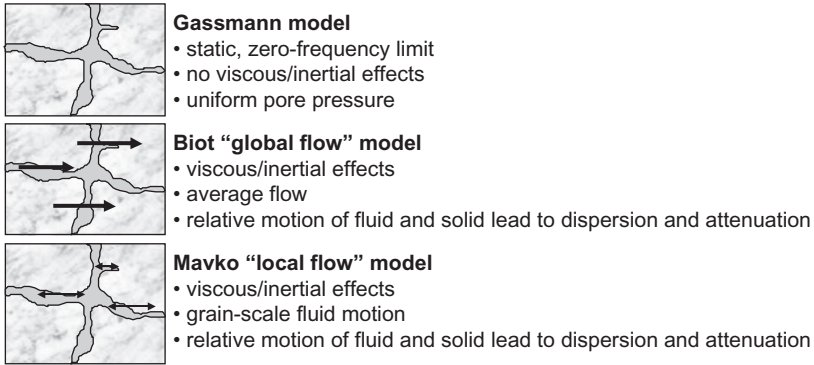 Gassmann model
• static, zero-frequency limit
• no viscous/inertial effects
• uniform pore pressure
Biot “global flow” model
• viscous/inertial effects
• average flow
• relative motion of fluid and solid lead to dispersion and attenuation
Mavko “local flow” model
• viscous/inertial effects
• grain-scale fluid motion
• relative motion of fluid and solid lead to dispersion and attenuation